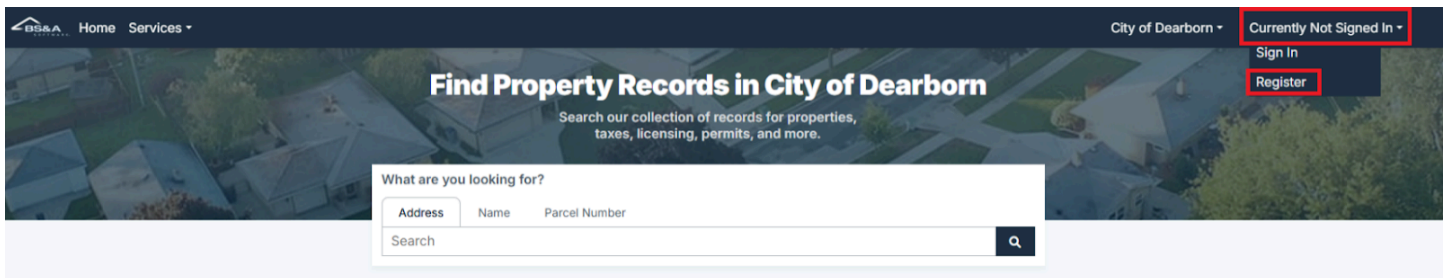 BS&A Home Services
SOFTWARE
City of Dearborn
Currently Not Signed In
Sign In
Register
Find Property Records in City of Dearborn
Search our collection of records for properties,
taxes, licensing, permits, and more.
What are you looking for?
Address Name Parcel Number
Search